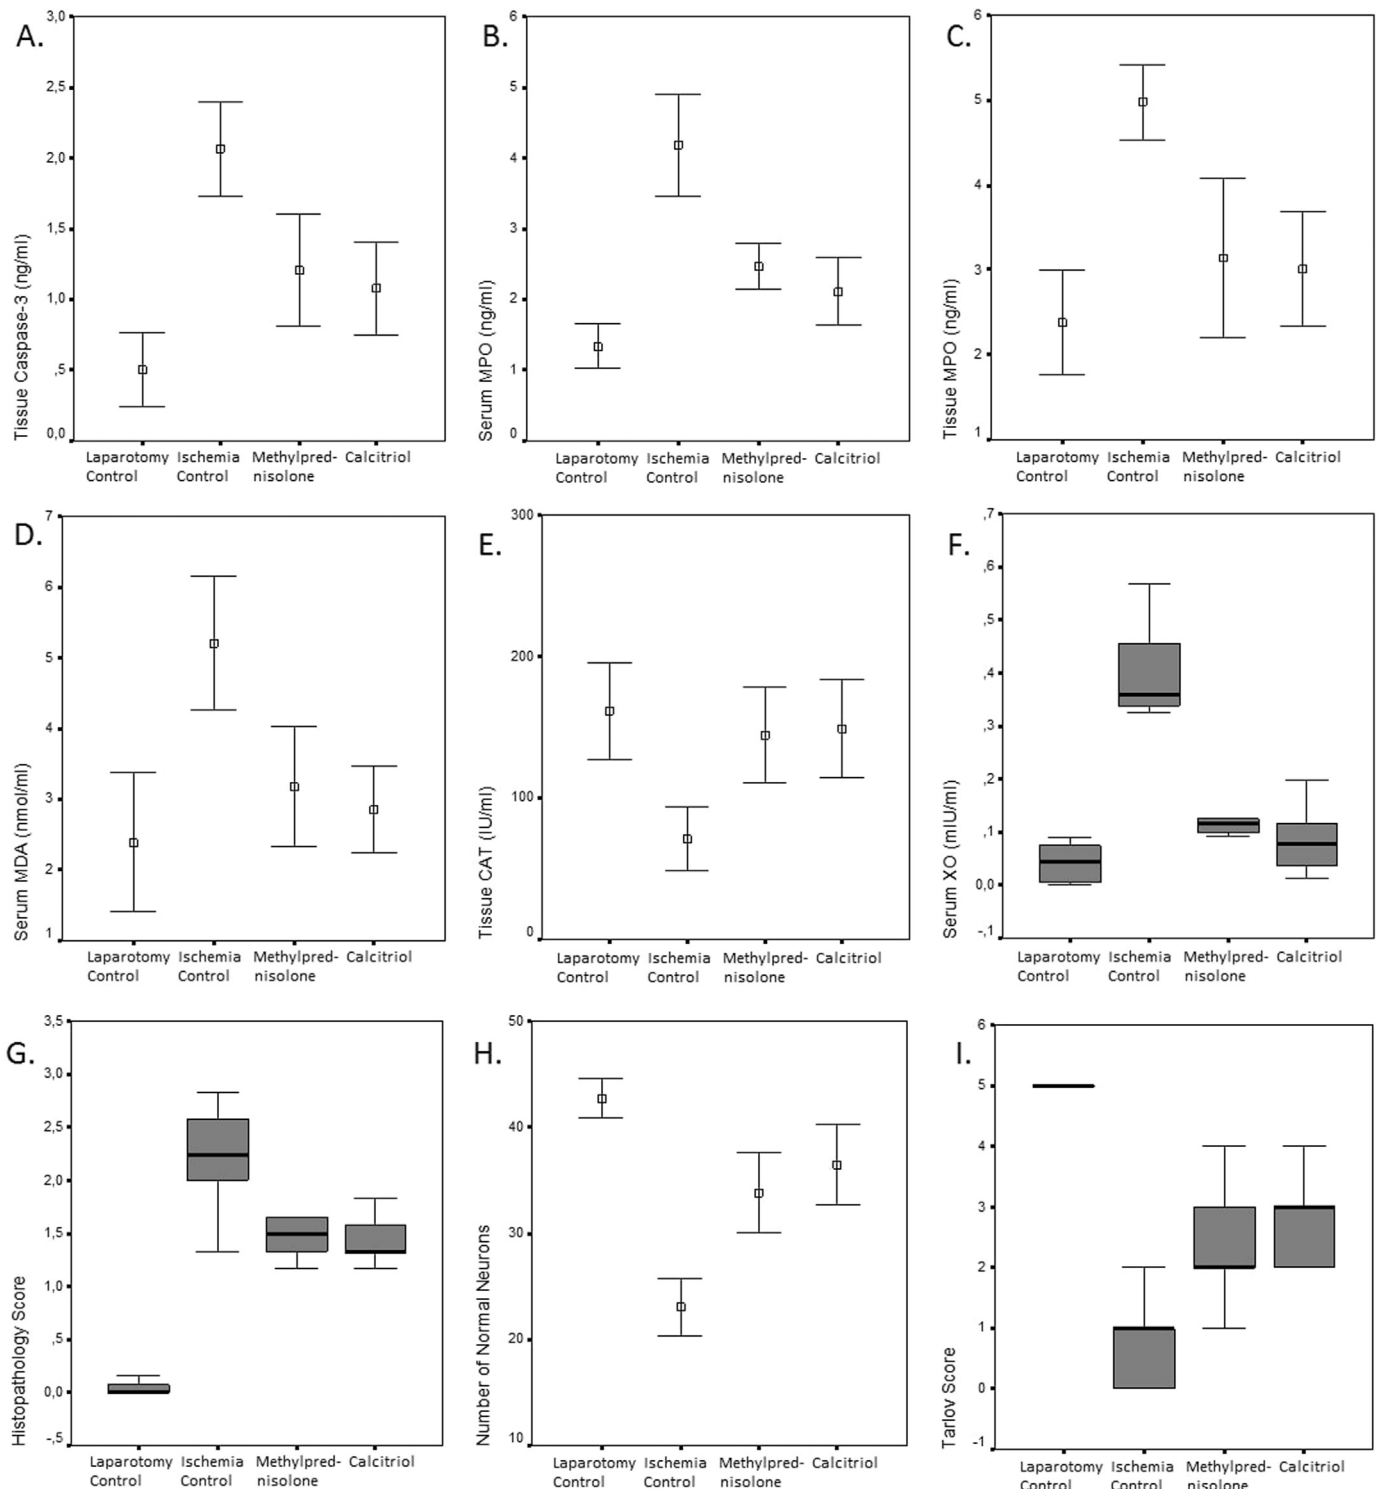 A.
3,0
2,5
2,0
1,5
1,0
,5
0,0
Tissue Caspase-3 (ng/ml)
Laparotomy Ischemia Methylpred- Calcitriol
Control Control nisolone
B.
6
5
4
3
2
1
0
Serum MPO (ng/ml)
Laparotomy Ischemia Methylpred- Calcitriol
Control Control nisolone
C.
6
5
4
3
2
1
Tissue MPO (ng/ml)
Laparotomy Ischemia Methylpred- Calcitriol
Control Control nisolone
D.
7
6
5
4
3
2
1
Serum MDA (nmol/ml)
Laparotomy Ischemia Methylpred- Calcitriol
Control Control nisolone
E.
300
200
100
0
Tissue CAT (IU/ml)
Laparotomy Ischemia Methylpred- Calcitriol
Control Control nisolone
F.
,7
,6
,5
,4
,3
,2
,1
0,0
-,1
Serum XO (mIU/ml)
Laparotomy Ischemia Methylpred- Calcitriol
Control Control nisolone
G.
3,5
3,0
2,5
2,0
1,5
1,0
,5
0,0
-,5
Histopathology Score
Laparotomy Ischemia Methylpred- Calcitriol
Control Control nisolone
H.
50
40
30
20
10
Number of Normal Neurons
Laparotomy Ischemia Methylpred- Calcitriol
Control Control nisolone
I.
6
5
4
3
2
1
0
-1
Tarlov Score
Laparotomy Ischemia Methylpred- Calcitriol
Control Control nisolone